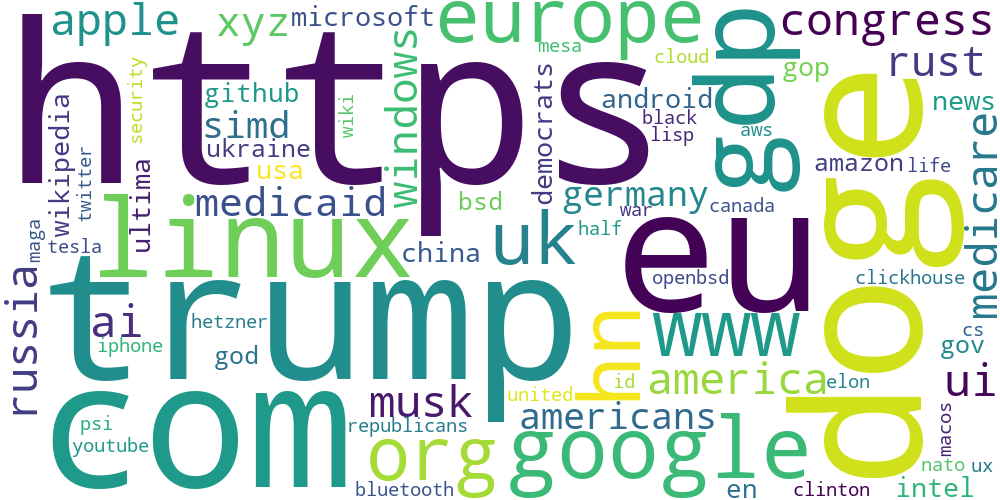 https
trump
doge
com
eu
linux
google
europe
gdp
uk
www
org
hn
apple
xyz
microsoft
congress
rust
gop
mesa
cloud
security
github
wiki
windows
android
black
lisp
aws
news
simd
ukraine
usa
democrats
amazon
life
wikipedia
twitter
ultima
medicaid
bsd
germany
war
canada
medicare
maga
tesla
china
half
openbsd
clickhouse
russia
ai
hetzner
iphone
god
cs
gov
musk
united
id
america
elon
ui
psi
youtube
republicans
americans
macos
nato
ux
bluetooth
en
clinton
intel